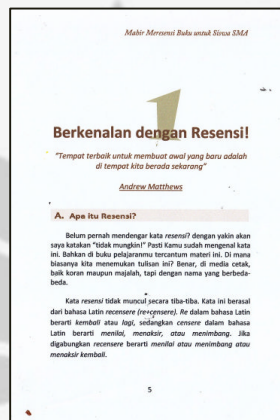 Mahir Meresensi Buku untuk Siswa SMA
1
Berkenalan dengan Resensi!
"Tempat terbaik untuk membuat awal yang baru adalah
di tempat kita berada sekarang"
Andrew Matthews
A. Apa itu Resensi?
Belum pernah mendengar kata resensi? dengan yakin akan
saya katakan "tidak mungkin!" Pasti Kamu sudah mengenal kata
ini. Bahkan di buku pelajaranmu tercantum materi ini. Di mana
biasanya kita menemukan tulisan ini? Benar, di media cetak,
baik koran maupun majalah, tapi dengan nama yang berbeda-
beda.
Kata resensi tidak muncul secara tiba-tiba. Kata ini berasal
dari bahasa Latin recensere (re+censere). Re dalam bahasa Latin
berarti kembali atau lagi, sedangkan censere dalam bahasa
Latin berarti menilai, menaksir, atau menimbang. Jika
digabungkan recensere berarti menilai atau menimbang atau
menaksir kembali.
5